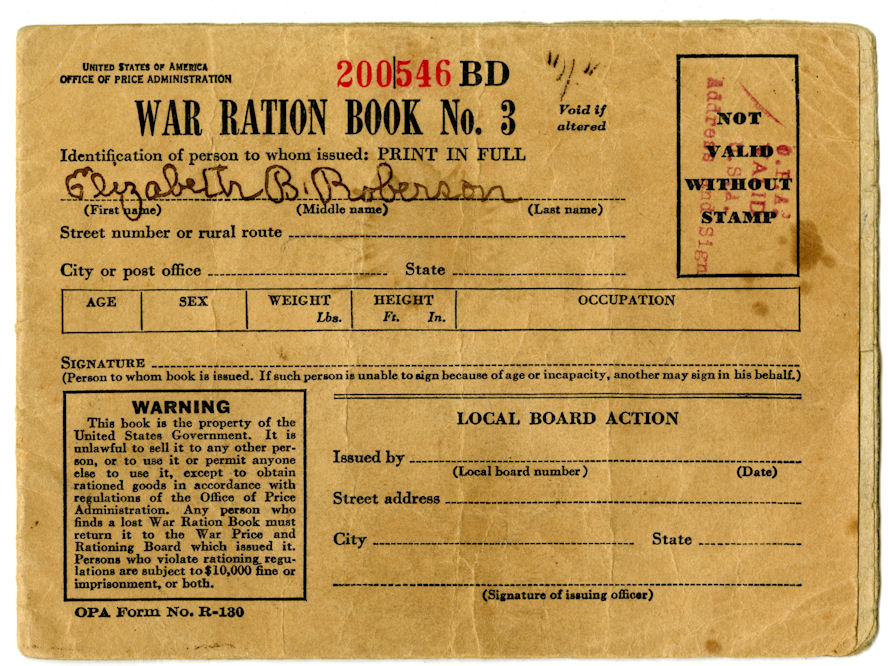 UNITED STATES OF AMERICA
OFFICE OF PRICE ADMINISTRATION
200546 BD
WAR RATION BOOK No. 3
Void if
altered
NOT
VALID
WITHOUT
STAMP
O.P.A.
VALID
U.S.A.
Address and Sign
Identification of person to whom issued: PRINT IN FULL
Elizabeth B. Roberson
(First name) (Middle name) (Last name)
Street number or rural route
City or post office State
AGE SEX WEIGHT HEIGHT OCCUPATION
Lbs. Ft. In.
SIGNATURE
(Person to whom book is issued. If such person is unable to sign because of age or incapacity, another may sign in his behalf.)
WARNING
This book is the property of the
United States Government. It is
unlawful to sell it to any other per-
son, or to use it or permit anyone
else to use it, except to obtain
rationed goods in accordance with
regulations of the Office of Price
Administration. Any person who
finds a lost War Ration Book must
return it to the War Price and
Rationing Board which issued it.
Persons who violate rationing regu-
lations are subject to $10,000 fine or
imprisonment, or both.
LOCAL BOARD ACTION
Issued by
(Local board number) (Date)
Street address
City State
(Signature of issuing officer)
OPA Form No. R-130